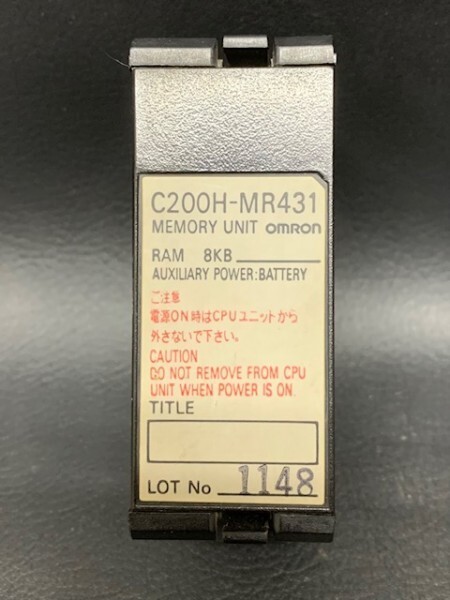 C200H-MR431
MEMORY UNIT omron
RAM 8KB
AUXILIARY POWER:BATTERY
ご注意
電源ON時はCPUユニットから
外さないで下さい。
CAUTION
DO NOT REMOVE FROM CPU
UNIT WHEN POWER IS ON.
TITLE
LOT No 1148